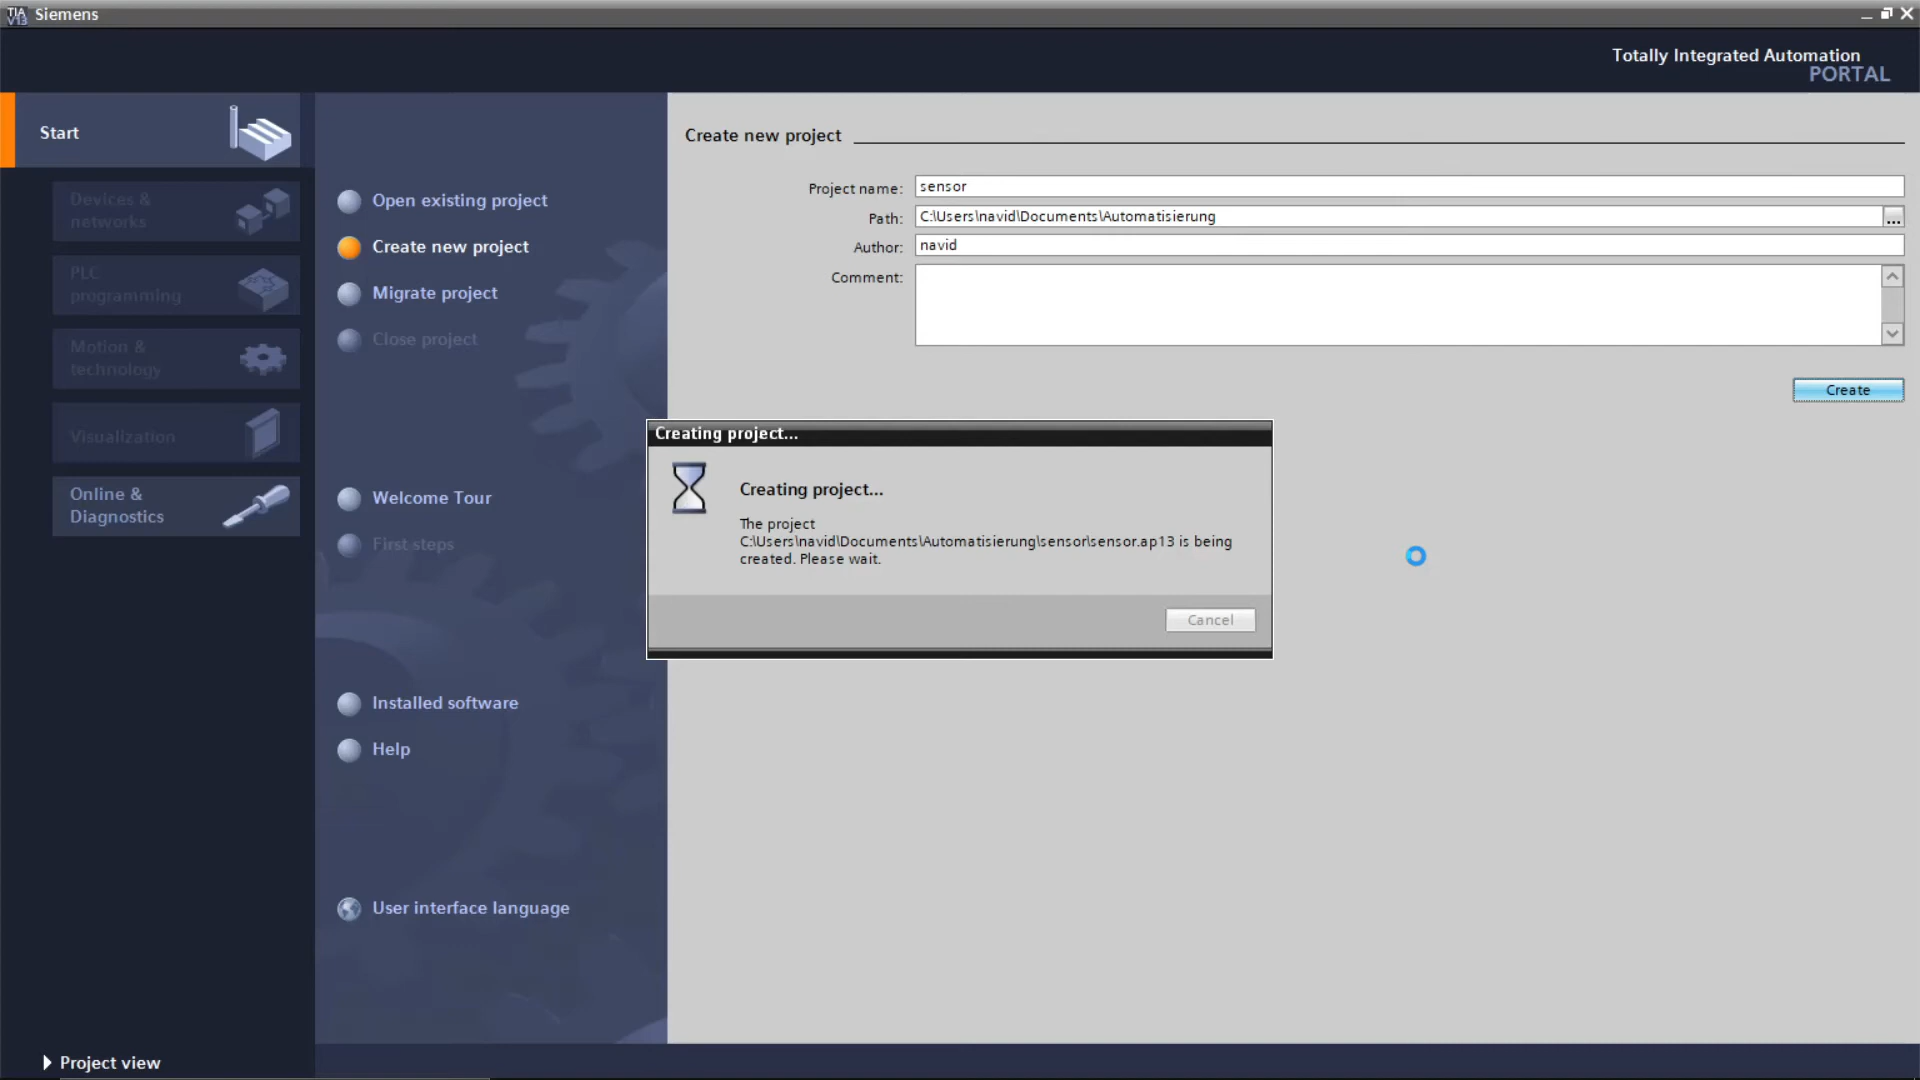 TIA
V13
Siemens
Totally Integrated Automation
PORTAL
Start
Devices &
networks
PLC
programming
Motion &
technology
Visualization
Online &
Diagnostics
Open existing project
Create new project
Migrate project
Close project
Welcome Tour
First steps
Installed software
Help
User interface language
Create new project
Project name: sensor
Path: C:\Users\navid\Documents\Automatisierung ...
Author: navid
Comment:
Create
Creating project...
Creating project...
The project
C:\Users\navid\Documents\Automatisierung\sensor\sensor.ap13 is being
created. Please wait.
Cancel
Project view